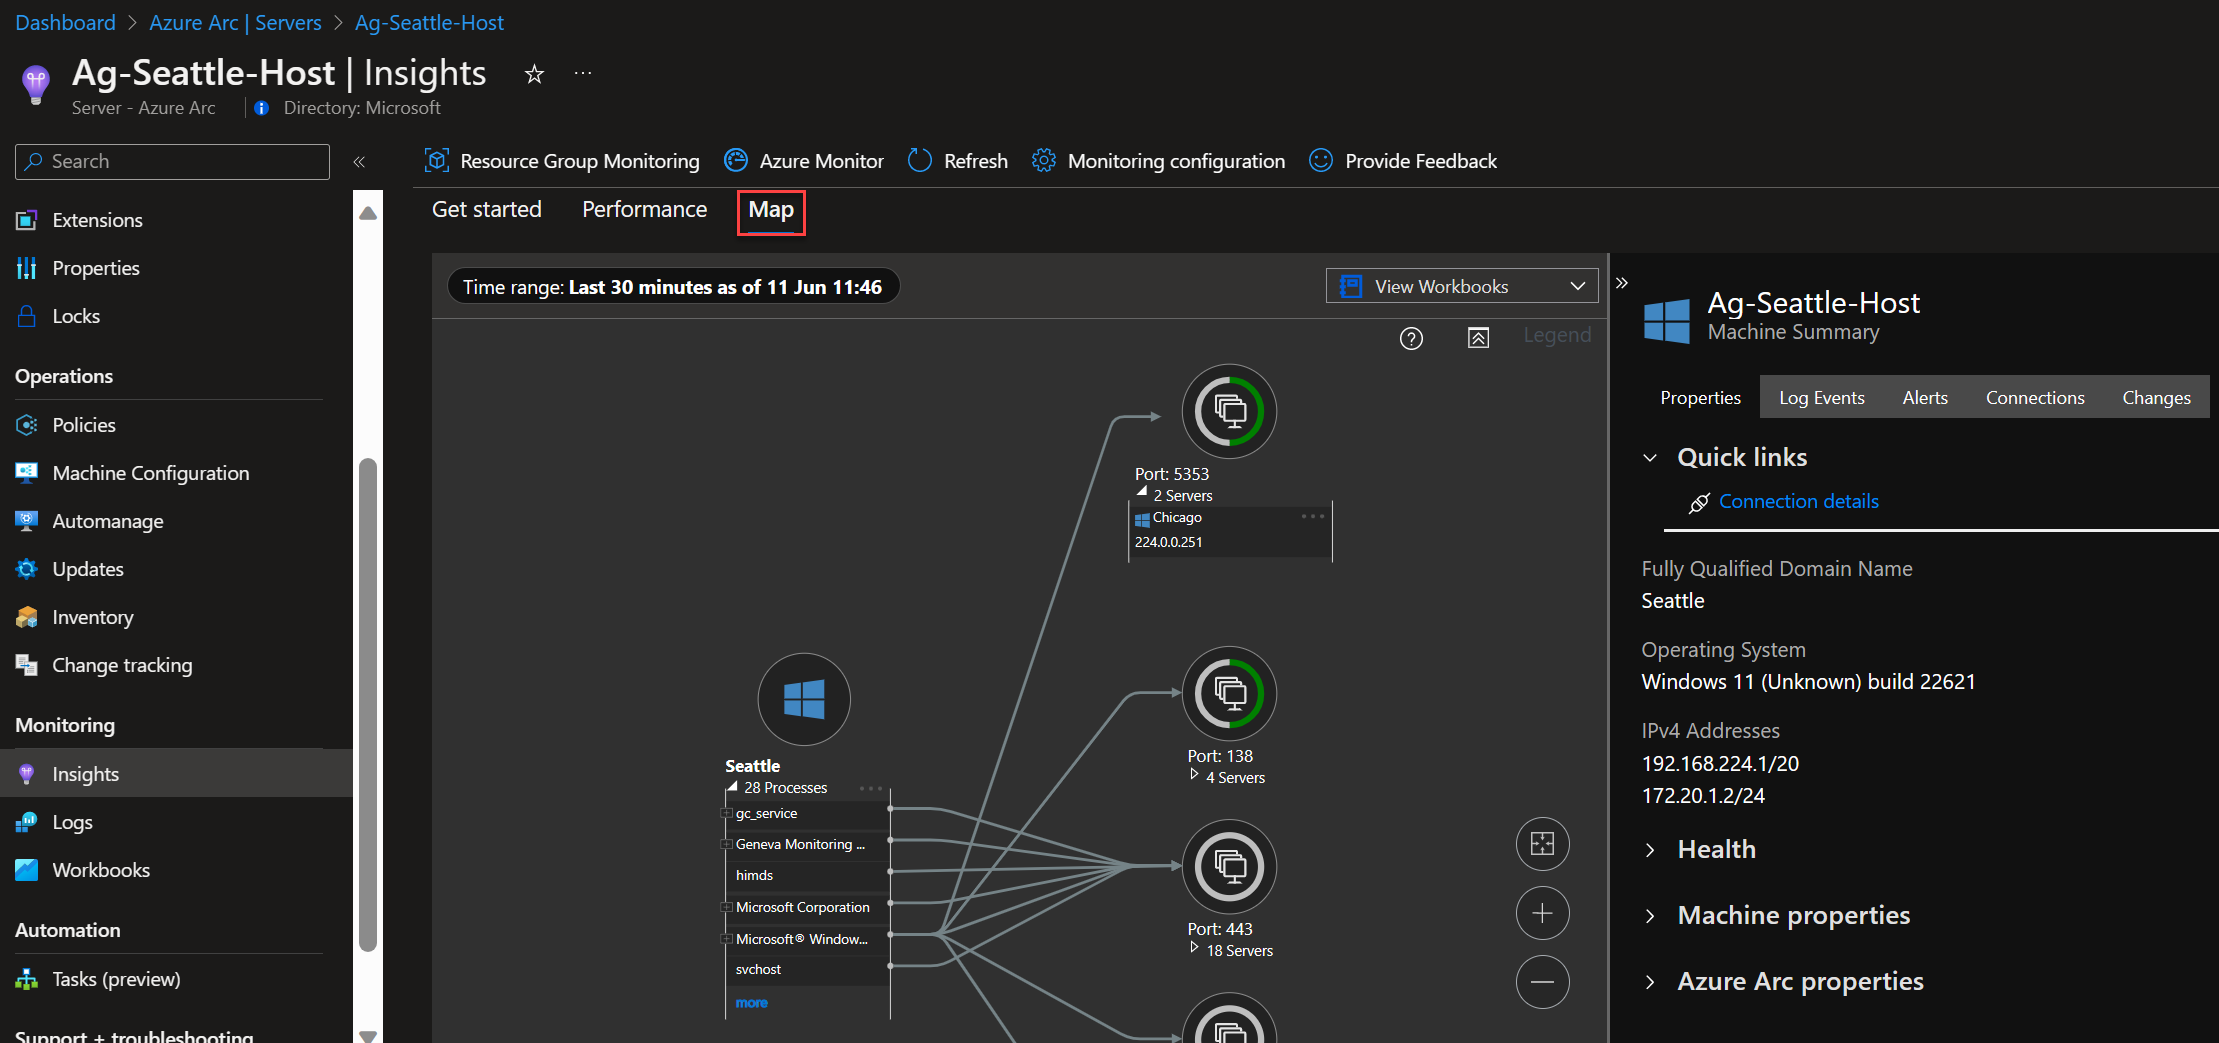 Dashboard > Azure Arc | Servers > Ag-Seattle-Host
Ag-Seattle-Host | Insights
Server - Azure Arc
Directory: Microsoft
Search
Resource Group Monitoring
Azure Monitor
Refresh
Monitoring configuration
Provide Feedback
Extensions
Properties
Locks
Operations
Policies
Machine Configuration
Automanage
Updates
Inventory
Change tracking
Monitoring
Insights
Logs
Workbooks
Automation
Tasks (preview)
Support + troubleshooting
Get started
Performance
Map
Time range: Last 30 minutes as of 11 Jun 11:46
View Workbooks
Legend
Port: 5353
2 Servers
Chicago
224.0.0.251
Port: 138
4 Servers
Port: 443
18 Servers
Seattle
28 Processes
gc_service
Geneva Monitoring ...
himds
Microsoft Corporation
Microsoft® Window...
svchost
more
Ag-Seattle-Host
Machine Summary
Properties
Log Events
Alerts
Connections
Changes
Quick links
Connection details
Fully Qualified Domain Name
Seattle
Operating System
Windows 11 (Unknown) build 22621
IPv4 Addresses
192.168.224.1/20
172.20.1.2/24
Health
Machine properties
Azure Arc properties